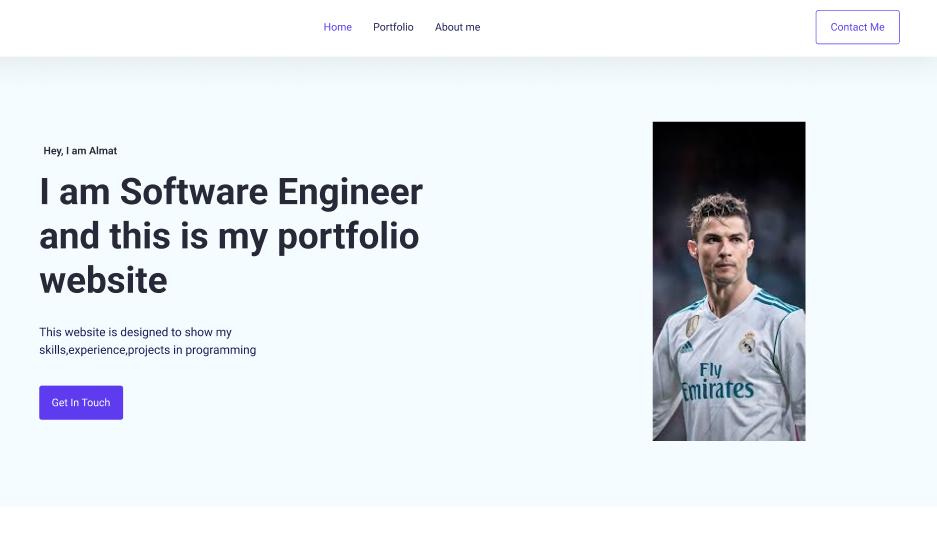 Home Portfolio About me Contact Me
Hey, I am Almat
I am Software Engineer
and this is my portfolio
website
This website is designed to show my
skills,experience,projects in programming
Get In Touch
Fly
Emirates